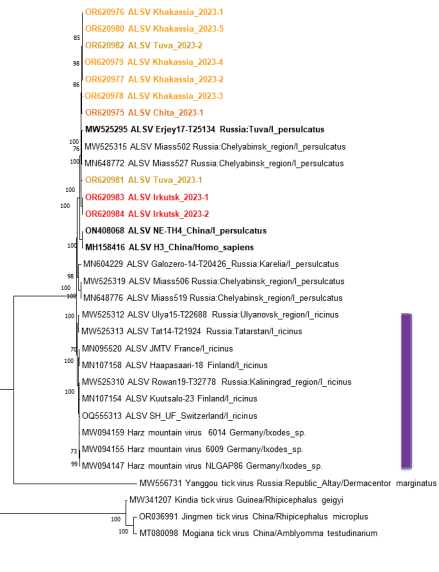 OR620976 ALSV Khakassia_2023-1
OR620980 ALSV Khakassia_2023-5
85
OR620982 ALSV Tuva_2023-2
98
OR620979 ALSV Khakassia_2023-4
OR620977 ALSV Khakassia_2023-2
86
OR620978 ALSV Khakassia_2023-3
OR620975 ALSV Chita_2023-1
MW525295 ALSV Erjey17-T25134 Russia:Tuva/I_persulcatus
100
MW525315 ALSV Miass502 Russia:Chelyabinsk_region/I_persulcatus
76
MN648772 ALSV Miass527 Russia:Chelyabinsk_region/I_persulcatus
OR620981 ALSV Tuva_2023-1
100
OR620983 ALSV Irkutsk_2023-1
100
OR620984 ALSV Irkutsk_2023-2
ON408068 ALSV NE-TH4_China/I_persulcatus
100
MH158416 ALSV H3_China/Homo_sapiens
MN604229 ALSV Galozero-14-T20426_Russia:Karelia/I_persulcatus
98
MW525319 ALSV Miass506 Russia:Chelyabinsk_region/I_persulcatus
100
MN648776 ALSV Miass519 Russia:Chelyabinsk_region/I_persulcatus
100
MW525312 ALSV Ulya15-T22688 Russia:Ulyanovsk_region/I_ricinus
100
MW525313 ALSV Tat14-T21924 Russia:Tatarstan/I_ricinus
MN095520 ALSV JMTV France/I_ricinus
MN107158 ALSV Haapasaari-18 Finland/I_ricinus
100
MW525310 ALSV Rowan19-T32778 Russia:Kaliningrad_region/I_ricinus
100
MN107154 ALSV Kuutsalo-23 Finland/I_ricinus
OQ555313 ALSV SH_UF_Switzerland/I_ricinus
MW094159 Harz mountain virus 6014 Germany/Ixodes_sp.
73
MW094155 Harz mountain virus 6009 Germany/Ixodes_sp.
99
MW094147 Harz mountain virus NLGAP86 Germany/Ixodes_sp.
MW556731 Yanggou tick virus Russia:Republic_Altay/Dermacentor marginatus
MW341207 Kindia tick virus Guinea/Rhipicephalus geigyi
100
OR036991 Jingmen tick virus China/Rhipicephalus microplus
100
MT080098 Mogiana tick virus China/Amblyomma testudinarium